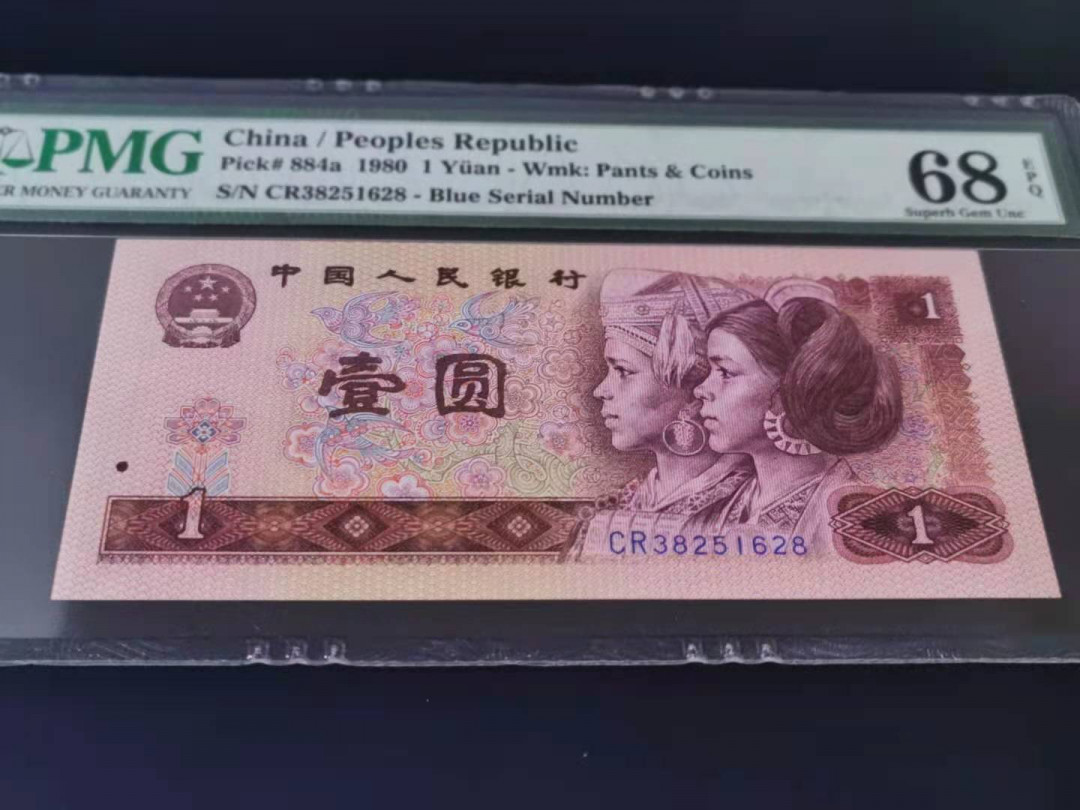 PMG
ER MONEY GUARANTY
China / Peoples Republic
Pick# 884a 1980 1 Yüan - Wmk: Pants & Coins
S/N CR38251628 - Blue Serial Number
68
EPQ
Superb Gem Unc
中国人民银行
1
壹圆
1
1
CR38251628